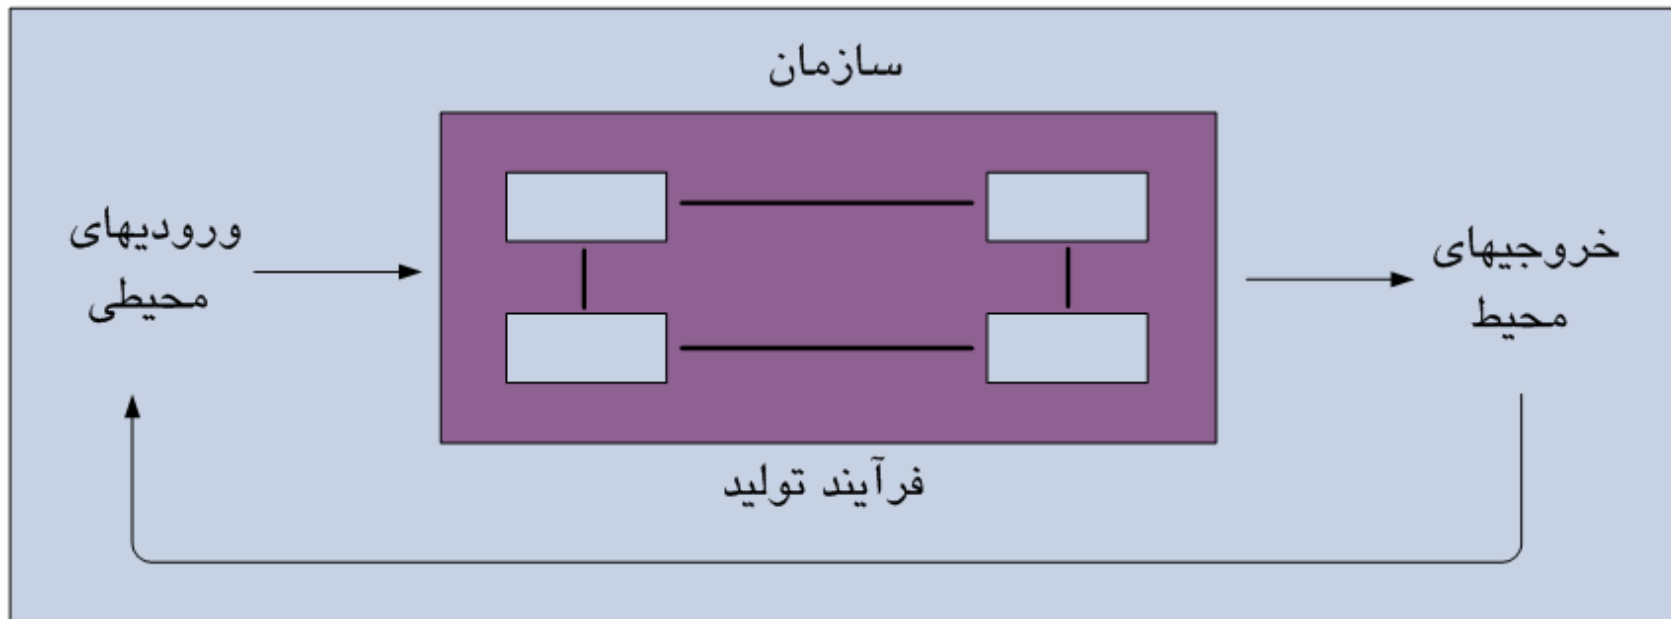 سازمان
ورودیهای
محیطی
خروجیهای
محیط
فرآیند تولید